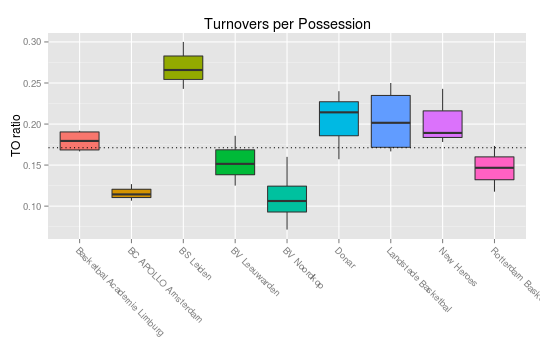 Turnovers per Possession
TO ratio
0.30
0.25
0.20
0.15
0.10
Basketbal Academie Limburg
BC APOLLO Amsterdam
BS Leiden
BV Leeuwarden
BV Noordkop
Donar
Landstede Basketbal
New Heroes
Rotterdam Bask